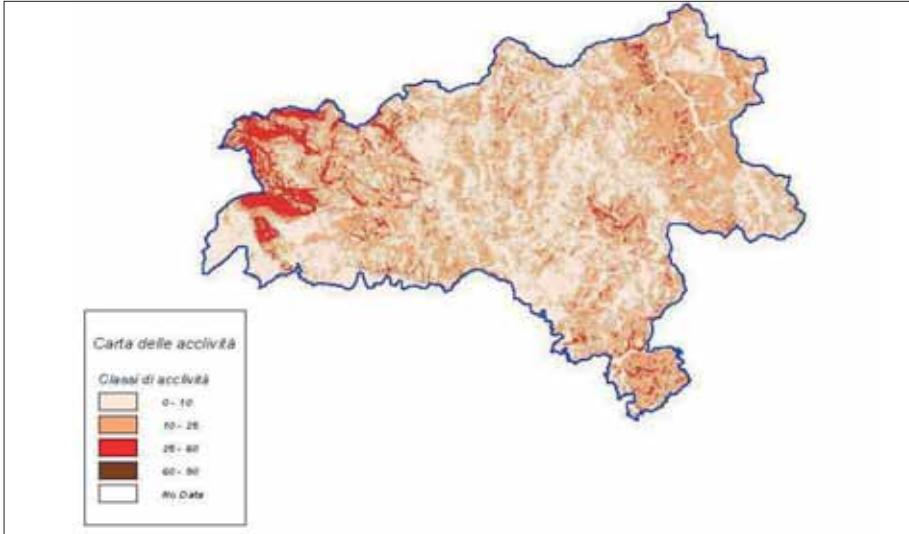 Carta delle acclività
Classi di acclività
0 - 10
10 - 25
25 - 60
60 - 90
No Data